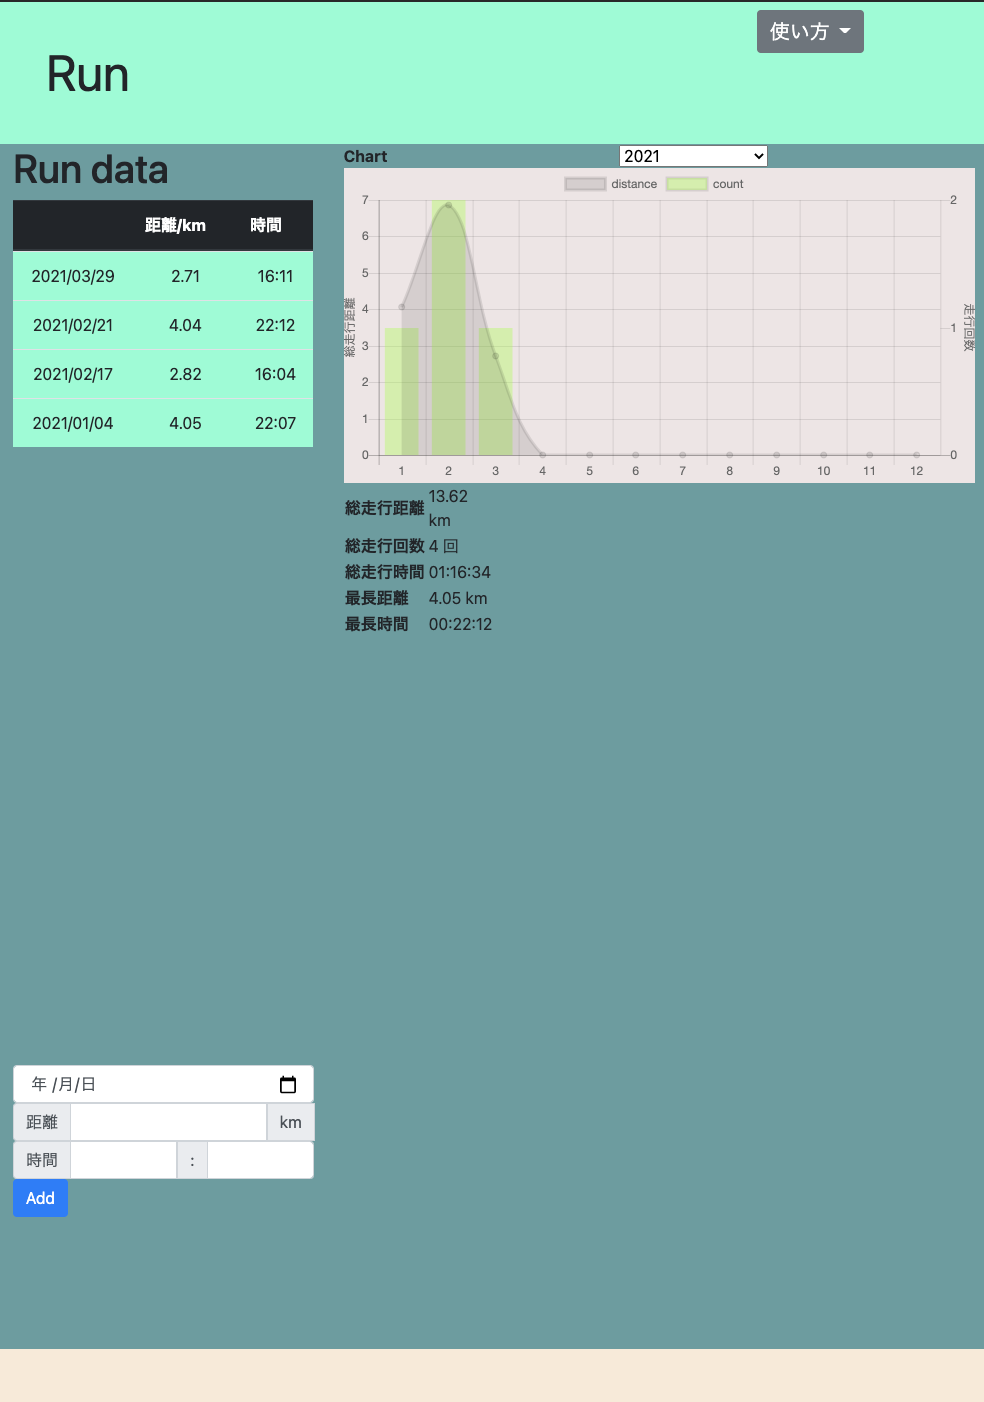 使い方
Run
Run data
距離/km 時間
2021/03/29 2.71 16:11
2021/02/21 4.04 22:12
2021/02/17 2.82 16:04
2021/01/04 4.05 22:07
年 /月/日
距離 km
時間 :
Add
Chart 2021
distance count
7
6
5
4
3
2
1
0
総走行距離
2
1
0
走行回数
1 2 3 4 5 6 7 8 9 10 11 12
総走行距離 13.62
km
総走行回数 4 回
総走行時間 01:16:34
最長距離 4.05 km
最長時間 00:22:12